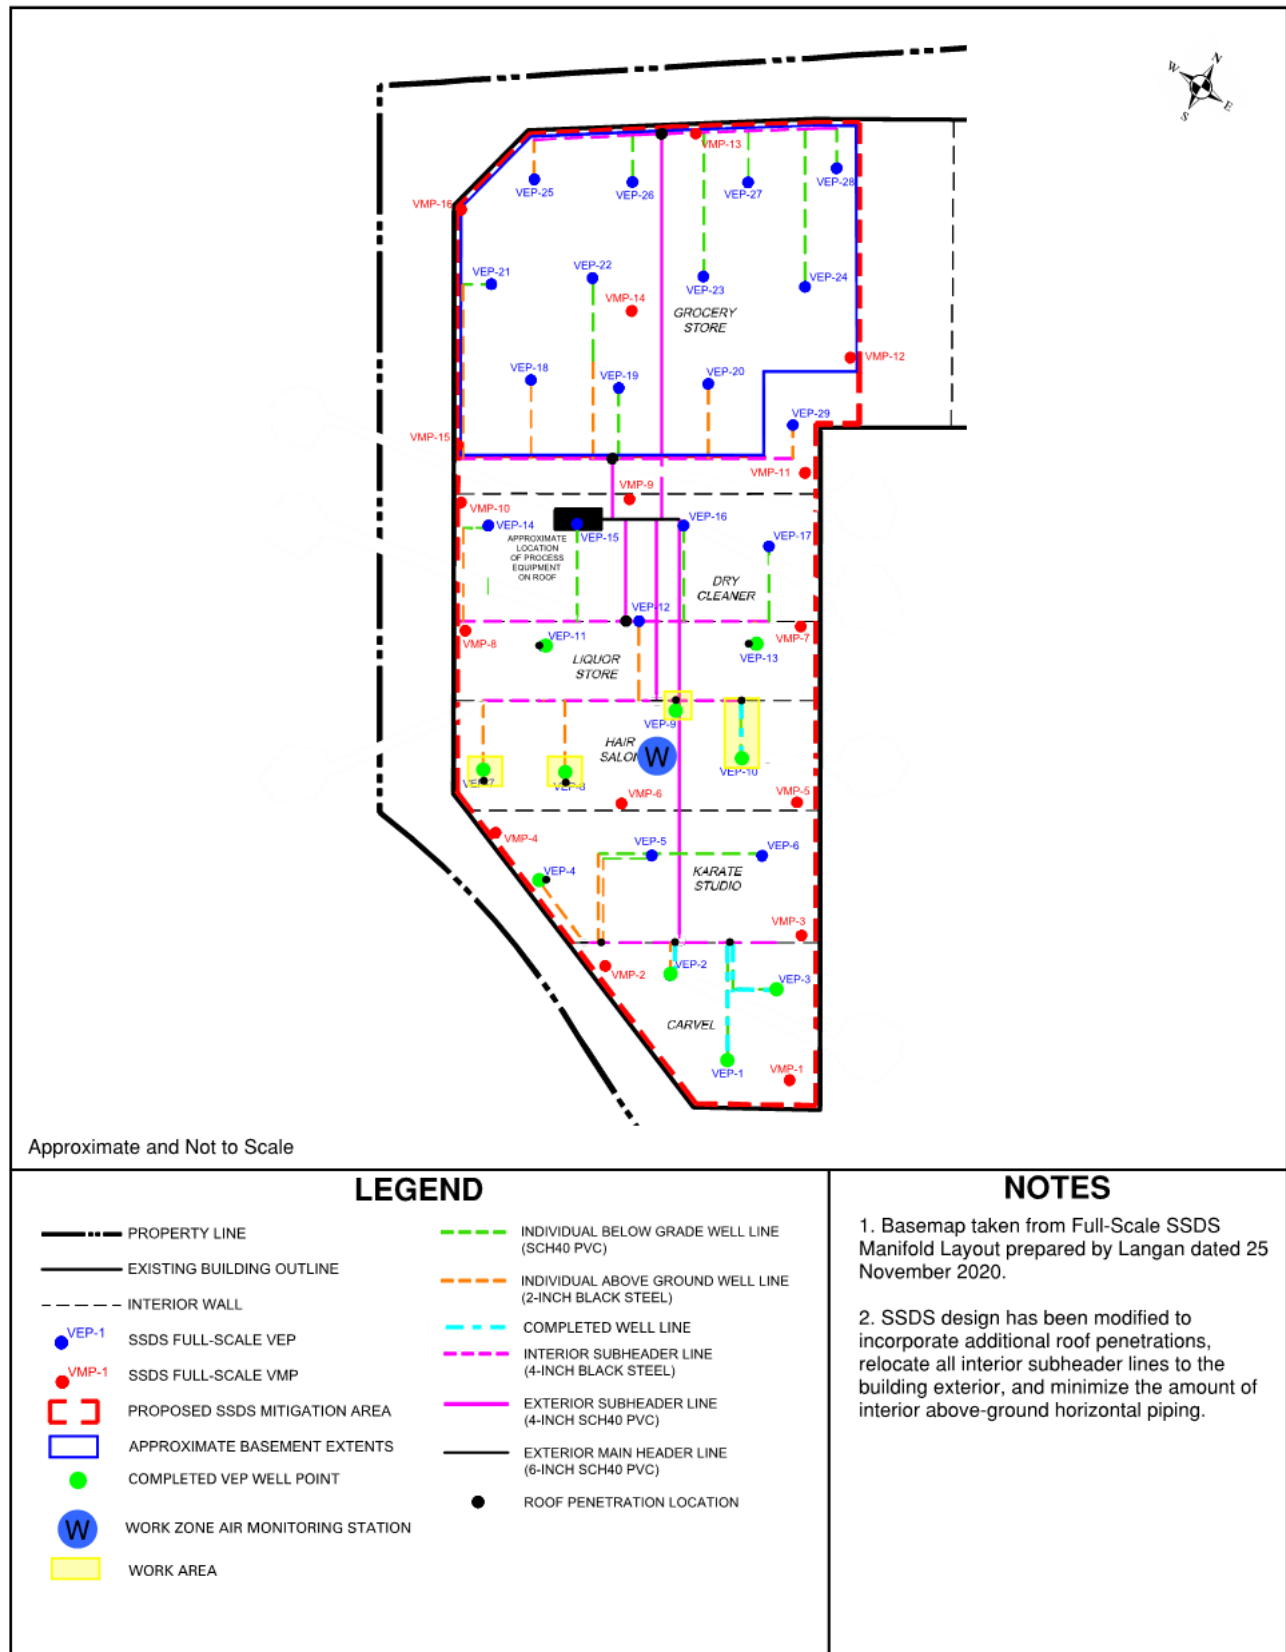 N
W
E
S
VMP-13
VEP-25
VEP-26
VEP-27
VEP-28
VMP-16
VEP-21
VEP-22
VEP-23
VEP-24
VMP-14
GROCERY
STORE
VMP-12
VEP-18
VEP-19
VEP-20
VEP-29
VMP-15
VMP-11
VMP-9
VMP-10
VEP-14
VEP-15
VEP-16
VEP-17
APPROXIMATE
LOCATION
OF PROCESS
EQUIPMENT
ON ROOF
DRY
CLEANER
VEP-12
VMP-8
VEP-11
VMP-7
VEP-13
LIQUOR
STORE
VEP-9
HAIR
SALON
W
VEP-7
VEP-8
VEP-10
VMP-6
VMP-5
VMP-4
VEP-5
VEP-6
VEP-4
KARATE
STUDIO
VMP-3
VMP-2
VEP-2
VEP-3
CARVEL
VEP-1
VMP-1
Approximate and Not to Scale
LEGEND
PROPERTY LINE
EXISTING BUILDING OUTLINE
INTERIOR WALL
VEP-1
SSDS FULL-SCALE VEP
VMP-1
SSDS FULL-SCALE VMP
PROPOSED SSDS MITIGATION AREA
APPROXIMATE BASEMENT EXTENTS
COMPLETED VEP WELL POINT
W
WORK ZONE AIR MONITORING STATION
WORK AREA
INDIVIDUAL BELOW GRADE WELL LINE
(SCH40 PVC)
INDIVIDUAL ABOVE GROUND WELL LINE
(2-INCH BLACK STEEL)
COMPLETED WELL LINE
INTERIOR SUBHEADER LINE
(4-INCH BLACK STEEL)
EXTERIOR SUBHEADER LINE
(4-INCH SCH40 PVC)
EXTERIOR MAIN HEADER LINE
(6-INCH SCH40 PVC)
ROOF PENETRATION LOCATION
NOTES
1. Basemap taken from Full-Scale SSDS
Manifold Layout prepared by Langan dated 25
November 2020.
2. SSDS design has been modified to
incorporate additional roof penetrations,
relocate all interior subheader lines to the
building exterior, and minimize the amount of
interior above-ground horizontal piping.